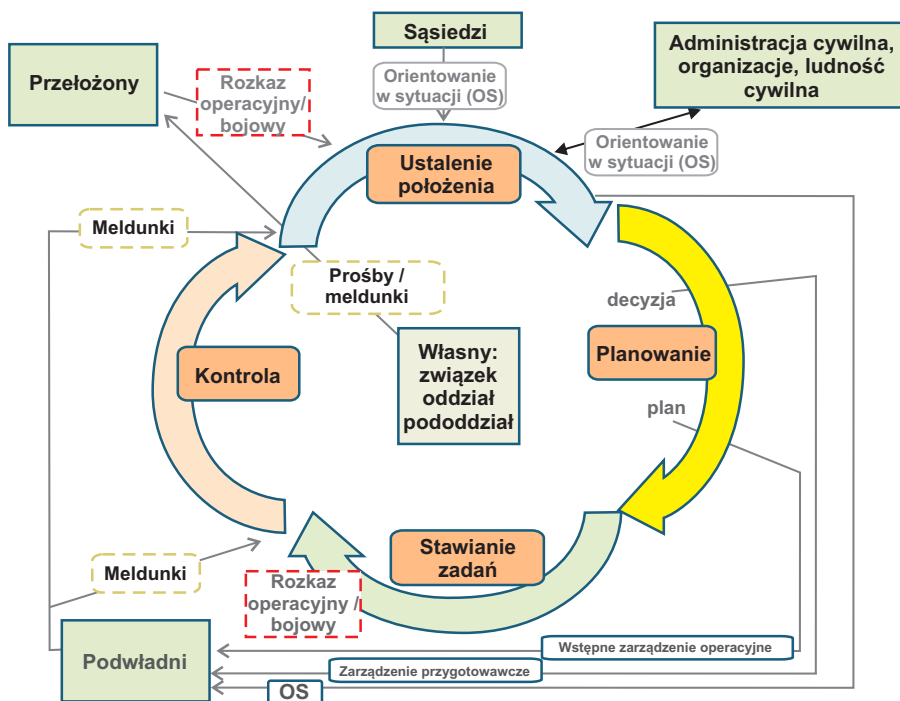 Sąsiedzi
Przełożony
Rozkaz
operacyjny/
bojowy
Orientowanie
w sytuacji (OS)
Administracja cywilna,
organizacje, ludność
cywilna
Orientowanie
w sytuacji (OS)
Ustalenie
położenia
Meldunki
Prośby /
meldunki
decyzja
Własny:
związek
oddział
pododdział
Planowanie
Kontrola
plan
Stawianie
zadań
Meldunki
Rozkaz
operacyjny /
bojowy
Podwładni
Wstępne zarządzenie operacyjne
Zarządzenie przygotowawcze
OS